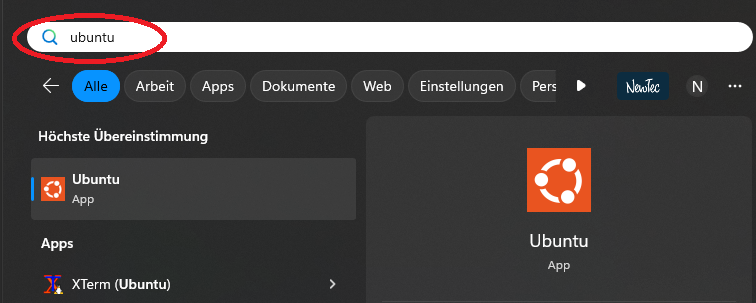 ubuntu
Alle Arbeit Apps Dokumente Web Einstellungen Pers NewTec N
Höchste Übereinstimmung
Ubuntu
App
Apps
XTerm (Ubuntu)
Ubuntu
App